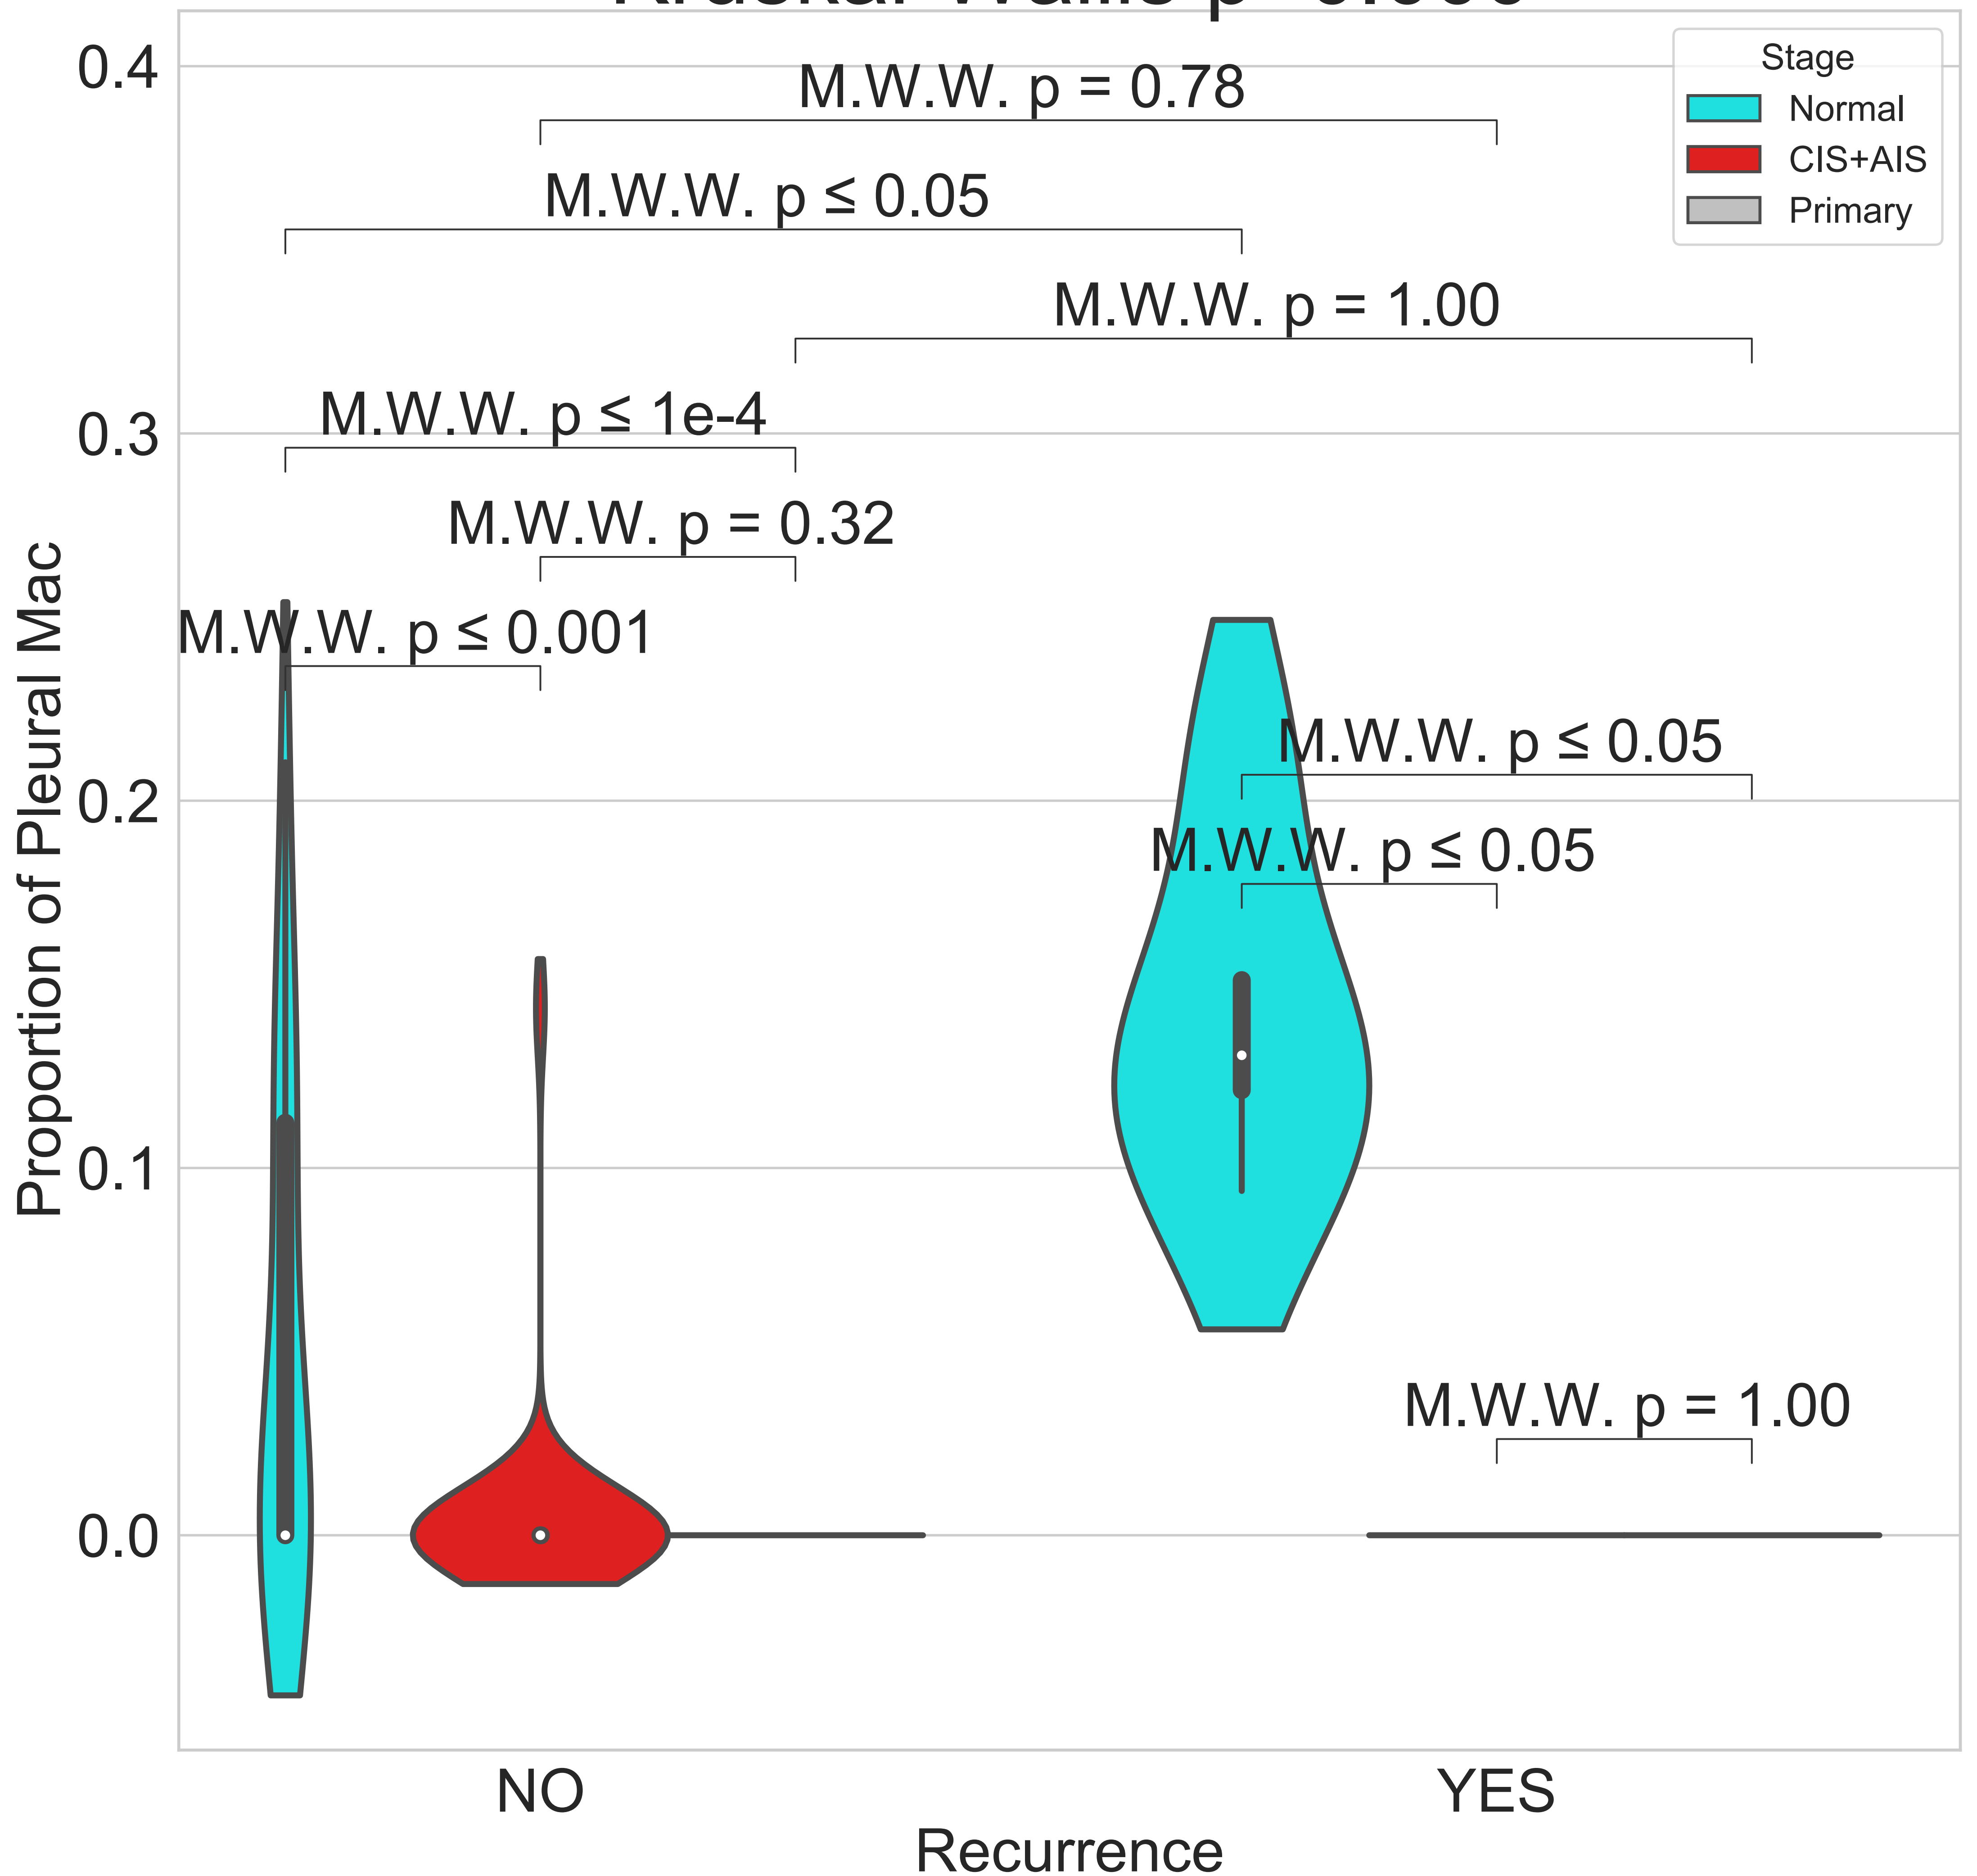 Stage
Normal
CIS+AIS
Primary
0.4
M.W.W. p = 0.78
M.W.W. p ≤ 0.05
M.W.W. p = 1.00
M.W.W. p ≤ 1e-4
0.3
M.W.W. p = 0.32
M.W.W. p ≤ 0.001
M.W.W. p ≤ 0.05
0.2
M.W.W. p ≤ 0.05
0.1
M.W.W. p = 1.00
0.0
Proportion of Pleural Mac
NO
YES
Recurrence